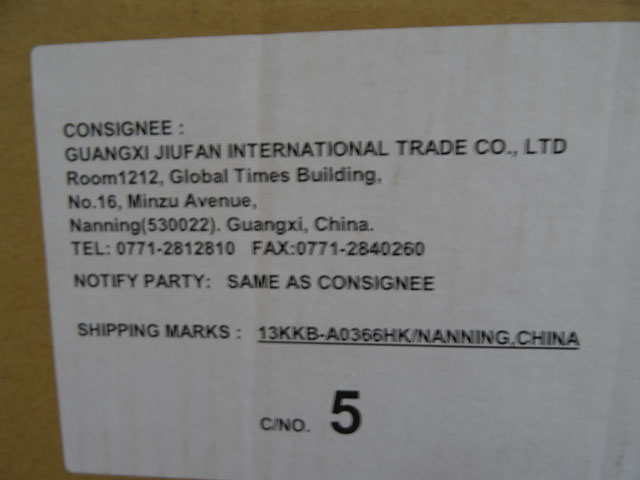 CONSIGNEE :
GUANGXI JIUFAN INTERNATIONAL TRADE CO., LTD
Room1212, Global Times Building,
No.16, Minzu Avenue,
Nanning(530022). Guangxi, China.
TEL: 0771-2812810 FAX:0771-2840260
NOTIFY PARTY: SAME AS CONSIGNEE
SHIPPING MARKS : 13KKB-A0366HK/NANNING,CHINA
C/NO. 5